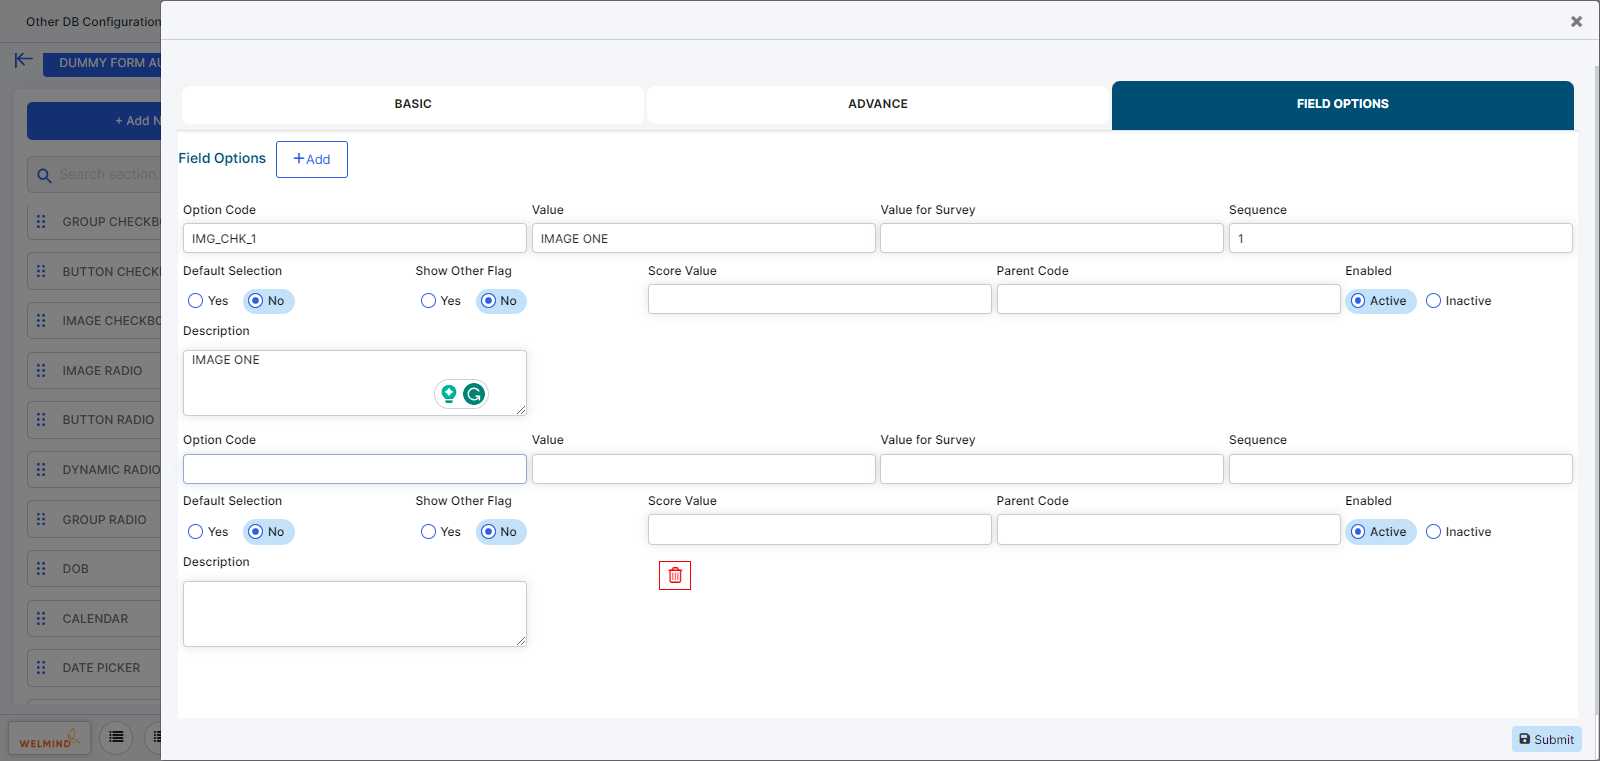 Other DB Configuration
DUMMY FORM AU
+ Add N
Search section,
GROUP CHECKB
BUTTON CHECK
IMAGE CHECKBO
IMAGE RADIO
BUTTON RADIO
DYNAMIC RADIO
GROUP RADIO
DOB
CALENDAR
DATE PICKER
WELMIND
BASIC ADVANCE FIELD OPTIONS
Field Options +Add
Option Code Value Value for Survey Sequence
IMG_CHK_1 IMAGE ONE 1
Default Selection Show Other Flag Score Value Parent Code Enabled
Yes No Yes No Active Inactive
Description
IMAGE ONE
Option Code Value Value for Survey Sequence
Default Selection Show Other Flag Score Value Parent Code Enabled
Yes No Yes No Active Inactive
Description
Submit